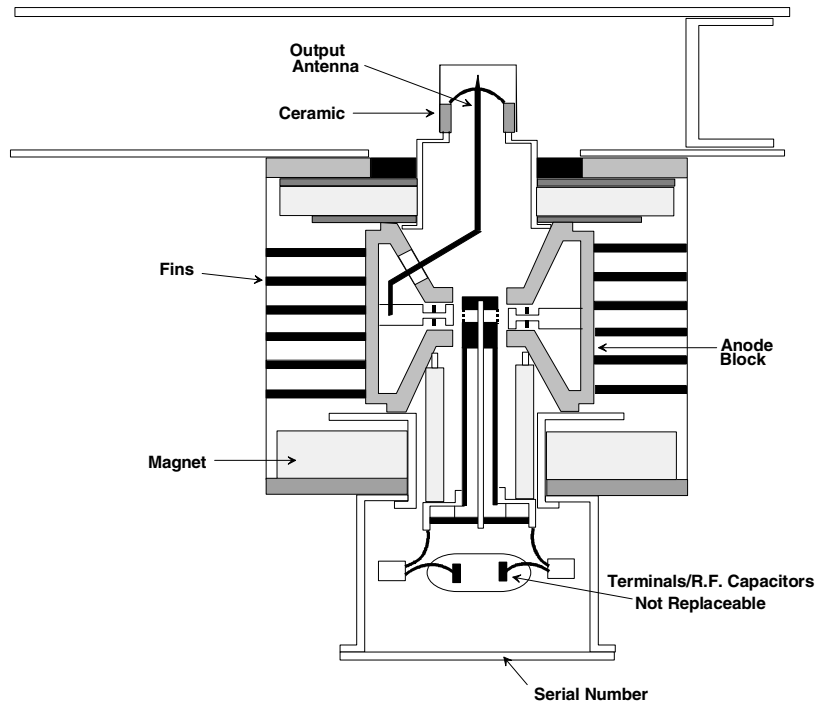 Output
Antenna
Ceramic
Fins
Anode
Block
Magnet
Terminals/R.F. Capacitors
Not Replaceable
Serial Number